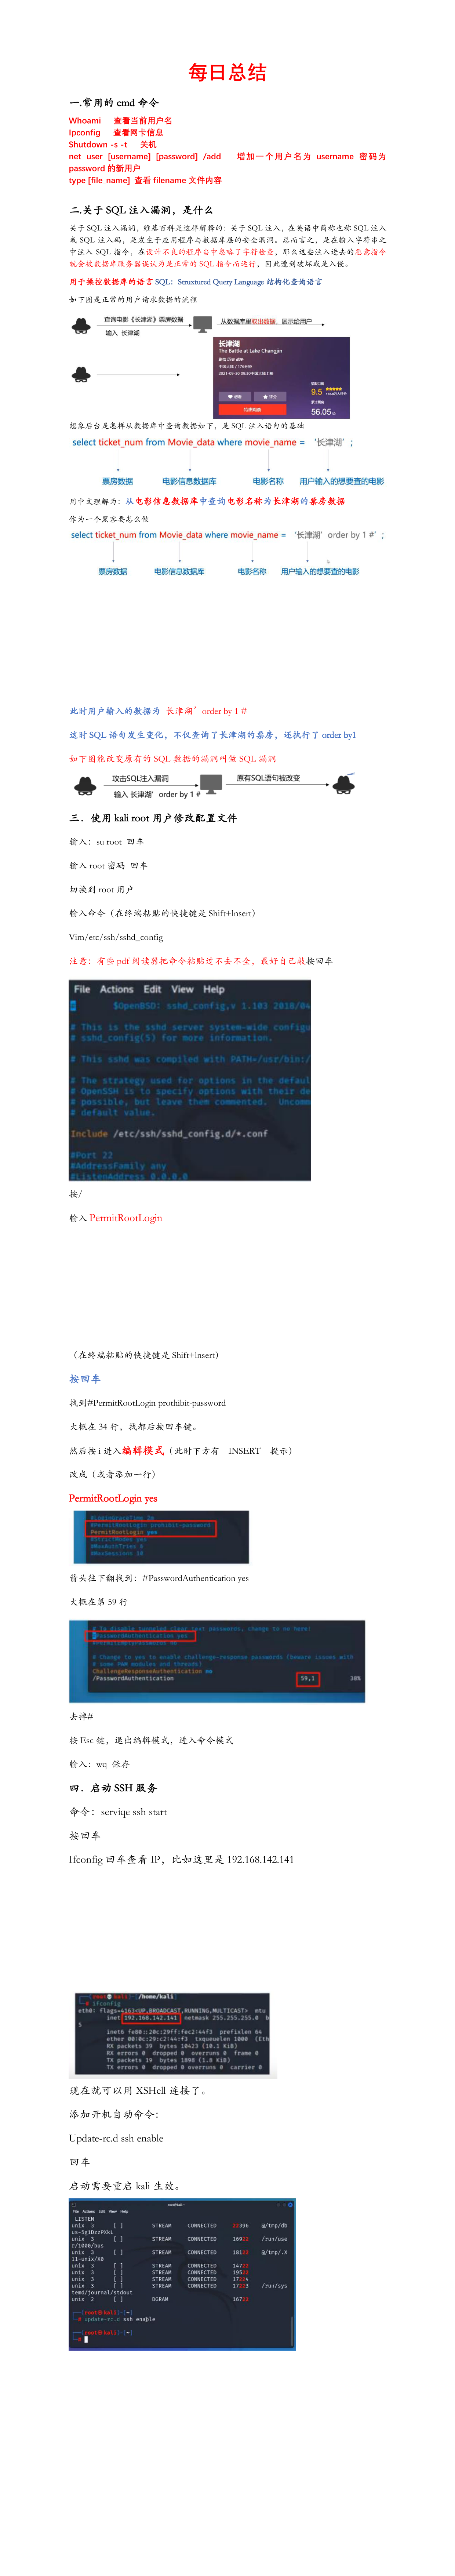 每日总结
一.常用的 cmd 命令
Whoami 查看当前用户名
Ipconfig 查看网卡信息
Shutdown -s -t 关机
net user [username] [password] /add 增加一个用户名为 username 密码为
password 的新用户
type [file_name] 查看 filename 文件内容
二.关于 SQL 注入漏洞，是什么
关于 SQL 注入漏洞，维基百科是这样解释的：关于 SQL 注入，在英语中简称也称 SQL 注入
或 SQL 注入码，是发生于应用程序与数据库层的安全漏洞。总而言之，是在输入字符串之
中注入 SQL 指令，在设计不良的程序当中忽略了字符检查，那么这些注入进去的恶意指令
就会被数据库服务器误认为是正常的 SQL 指令而运行，因此遭到破坏或是入侵。
用于操控数据库的语言 SQL：Struxtured Query Language 结构化查询语言
如下图是正常的用户请求数据的流程
查询电影《长津湖》票房数据
输入 长津湖
从数据库里取出数据，展示给用户
长津湖
The Battle at Lake Changjin
9.5
56.05
想象后台是怎样从数据库中查询数据如下，是 SQL 注入语句的基础
select ticket_num from Movie_data where movie_name = ‘长津湖’；
票房数据 电影信息数据库 电影名称 用户输入的想要查的电影
用中文理解为：从电影信息数据库中查询电影名称为长津湖的票房数据
作为一个黑客要怎么做
select ticket_num from Movie_data where movie_name = ‘长津湖’order by 1 #’；
票房数据 电影信息数据库 电影名称 用户输入的想要查的电影
此时用户输入的数据为 长津湖’order by 1 #
这时 SQL 语句发生变化，不仅查询了长津湖的票房，还执行了 order by1
如下图能改变原有的 SQL 数据的漏洞叫做 SQL 漏洞
攻击SQL注入漏洞
输入 长津湖’order by 1 #
原有SQL语句被改变
三．使用 kali root 用户修改配置文件
输入：su root 回车
输入 root 密码 回车
切换到 root 用户
输入命令（在终端粘贴的快捷键是 Shift+Insert）
Vim/etc/ssh/sshd_config
注意：有些 pdf 阅读器把命令粘贴过不去不全，最好自己敲按回车
File Actions Edit View Help
# $OpenBSD: sshd_config,v 1.103 2018/04
# This is the sshd server system-wide configu
# sshd_config(5) for more information.
# This sshd was compiled with PATH=/usr/bin:/
# The strategy used for options in the defaul
# OpenSSH is to specify options with their de
# possible, but leave them commented. Uncomme
# default value.
Include /etc/ssh/sshd_config.d/*.conf
#Port 22
#AddressFamily any
#ListenAddress 0.0.0.0
按/
输入 PermitRootLogin
（在终端粘贴的快捷键是 Shift+Insert）
按回车
找到#PermitRootLogin prothibit-password
大概在 34 行，找都后按回车键。
然后按 i 进入编辑模式（此时下方有—INSERT—提示）
改成（或者添加一行）
PermitRootLogin yes
#LoginGraceTime 2m
#PermitRootLogin prohibit-password
PermitRootLogin yes
#StrictModes yes
#MaxAuthTries 6
#MaxSessions 10
箭头往下翻找到：#PasswordAuthentication yes
大概在第 59 行
# To disable tunneled clear text passwords, change to no here!
#PasswordAuthentication yes
# Change to yes to enable challenge-response passwords (beware issues with
# some PAM modules and threads)
ChallengeResponseAuthentication no
/PasswordAuthentication 59,1 38%
去掉#
按 Esc 键，退出编辑模式，进入命令模式
输入：wq 保存
四．启动 SSH 服务
命令：serviqe ssh start
按回车
Ifconfig 回车查看 IP，比如这里是 192.168.142.141
(root kali)-[/home/kali]
# ifconfig
eth0: flags=4163<UP,BROADCAST,RUNNING,MULTICAST> mtu
inet 192.168.142.141 netmask 255.255.255.0 b
5
inet6 fe80::20c:29ff:fec2:44f3 prefixlen 64
ether 00:0c:29:c2:44:f3 txqueuelen 1000 (Eth
RX packets 39 bytes 10423 (10.1 KiB)
RX errors 0 dropped 0 overruns 0 frame 0
TX packets 19 bytes 1898 (1.8 KiB)
TX errors 0 dropped 0 overruns 0 carrier 0
现在就可以用 XSHell 连接了。
添加开机自动命令：
Update-rc.d ssh enable
回车
启动需要重启 kali 生效。
File Actions Edit View Help
LISTEN
unix 3 [ ] STREAM CONNECTED 22396 @/tmp/db
us-5g1DzzPXkL
unix 3 [ ] STREAM CONNECTED 16922 /run/use
r/1000/bus
unix 3 [ ] STREAM CONNECTED 18122 @/tmp/.X
11-unix/X0
unix 3 [ ] STREAM CONNECTED 14722
unix 3 [ ] STREAM CONNECTED 19522
unix 3 [ ] STREAM CONNECTED 17224
unix 3 [ ] STREAM CONNECTED 17223 /run/sys
temd/journal/stdout
unix 2 [ ] DGRAM 16722
(root kali)-[~]
# update-rc.d ssh enable
(root kali)-[~]
#